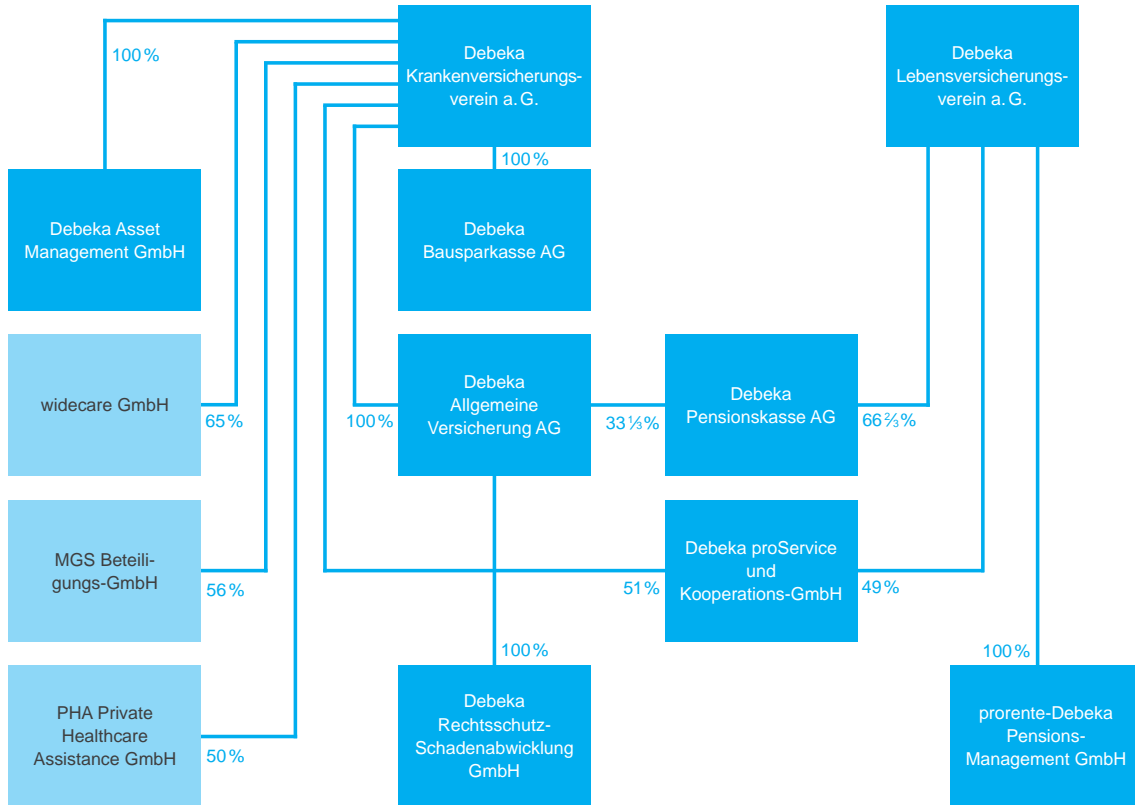 Debeka
Krankenversicherungs-
verein a. G.
Debeka
Lebensversicherungs-
verein a. G.
100 %
100 %
Debeka Asset
Management GmbH
Debeka
Bausparkasse AG
widecare GmbH
65 %
100 %
Debeka
Allgemeine
Versicherung AG
33 ⅓ %
Debeka
Pensionskasse AG
66 ⅔ %
MGS Beteili-
gungs-GmbH
56 %
51 %
Debeka proService
und
Kooperations-GmbH
49 %
100 %
100 %
PHA Private
Healthcare
Assistance GmbH
50 %
Debeka
Rechtsschutz-
Schadenabwicklung
GmbH
prorente-Debeka
Pensions-
Management GmbH